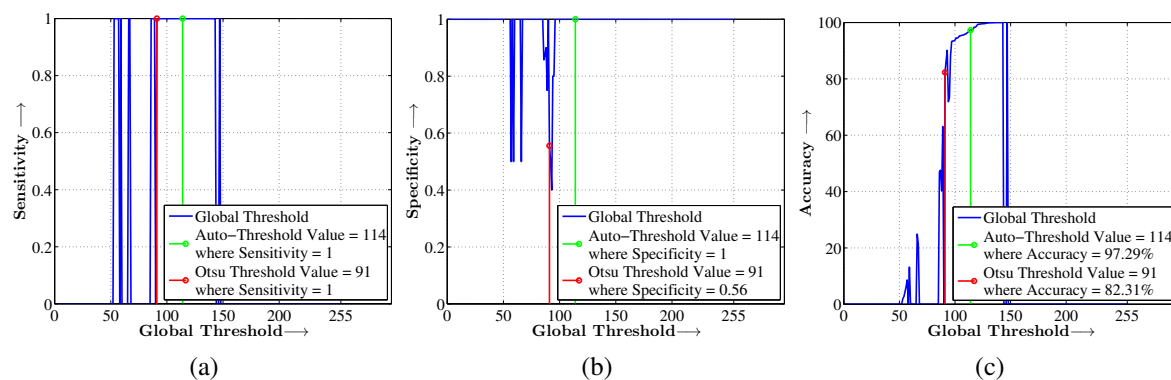 1
0.8
0.6
0.4
0.2
0
0 50 100 150 200 255
Sensitivity →
Global Threshold→
Global Threshold
Auto−Threshold Value = 114
where Sensitivity = 1
Otsu Threshold Value = 91
where Sensitivity = 1
(a)
1
0.8
0.6
0.4
0.2
0
0 50 100 150 200 255
Specificity →
Global Threshold→
Global Threshold
Auto−Threshold Value = 114
where Specificity = 1
Otsu Threshold Value = 91
where Specificity = 0.56
(b)
100
80
60
40
20
0
0 50 100 150 200 255
Accuracy →
Global Threshold→
Global Threshold
Auto−Threshold Value = 114
where Accuracy = 97.29%
Otsu Threshold Value = 91
where Accuracy = 82.31%
(c)